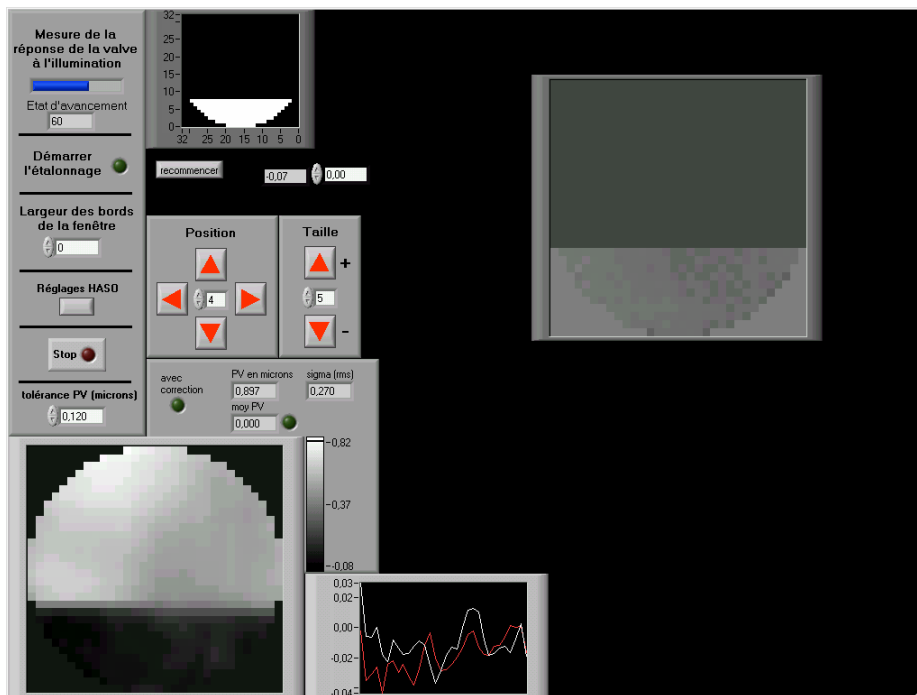 Mesure de la
réponse de la valve
à l'illumination
Etat d'avancement
60
Démarrer
l'étalonnage
Largeur des bords
de la fenêtre
0
Réglages HASO
Stop
tolérance PV (microns)
0,120
32-
25-
20-
15-
10-
5-
0-
32 25 20 15 10 5 0
recommencer
-0,07
0,00
Position
4
Taille
+
5
-
avec
correction
PV en microns
0,897
sigma (rms)
0,270
moy PV
0,000
-0,82
-0,37
-0,08
0,03-
0,02-
0,00-
-0,02-
-0,04-